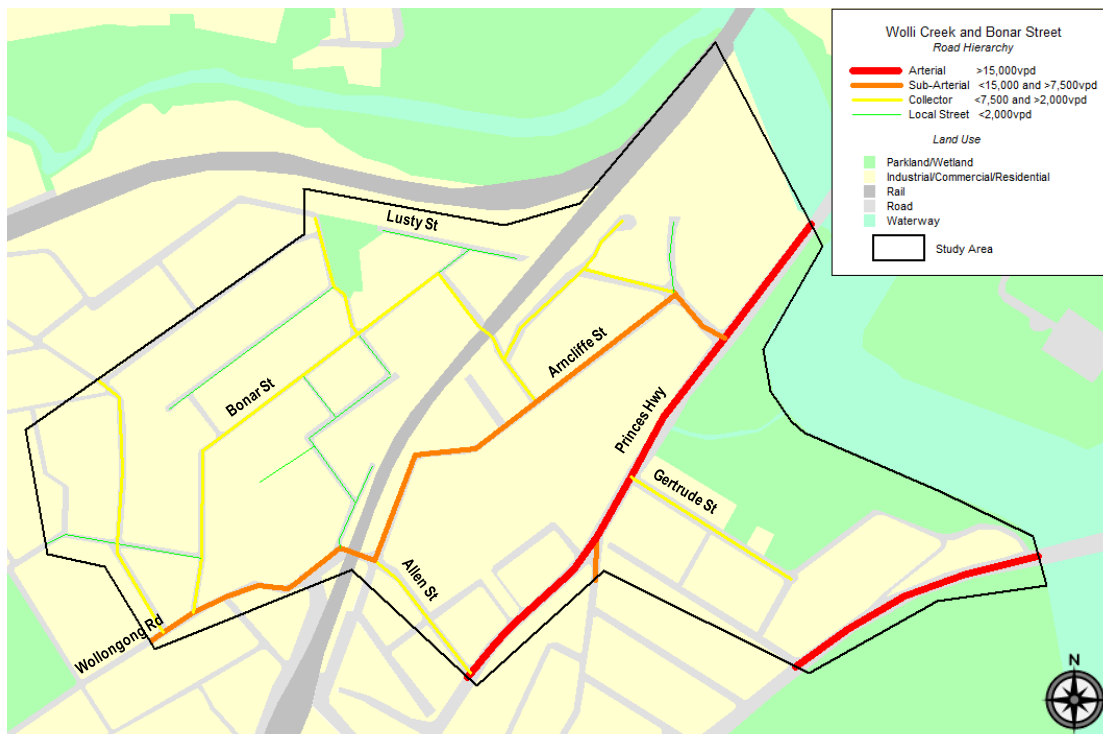 Wolli Creek and Bonar Street
Road Hierarchy
Arterial >15,000vpd
Sub-Arterial <15,000 and >7,500vpd
Collector <7,500 and >2,000vpd
Local Street <2,000vpd
Land Use
Parkland/Wetland
Industrial/Commercial/Residential
Rail
Road
Waterway
Study Area
Lusty St
Arncliffe St
Bonar St
Princes Hwy
Gertrude St
Allen St
Wollongong Rd
N